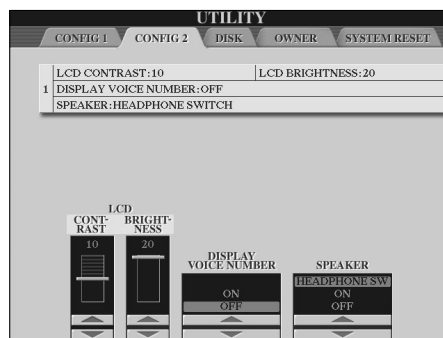 UTILITY
CONFIG 1 CONFIG 2 DISK OWNER SYSTEM RESET
LCD CONTRAST:10 LCD BRIGHTNESS:20
1 DISPLAY VOICE NUMBER:OFF
SPEAKER:HEADPHONE SWITCH
LCD
CONT- BRIGHT-
RAST NESS
10 20
DISPLAY
VOICE NUMBER SPEAKER
HEADPHONE SW
ON ON
OFF OFF